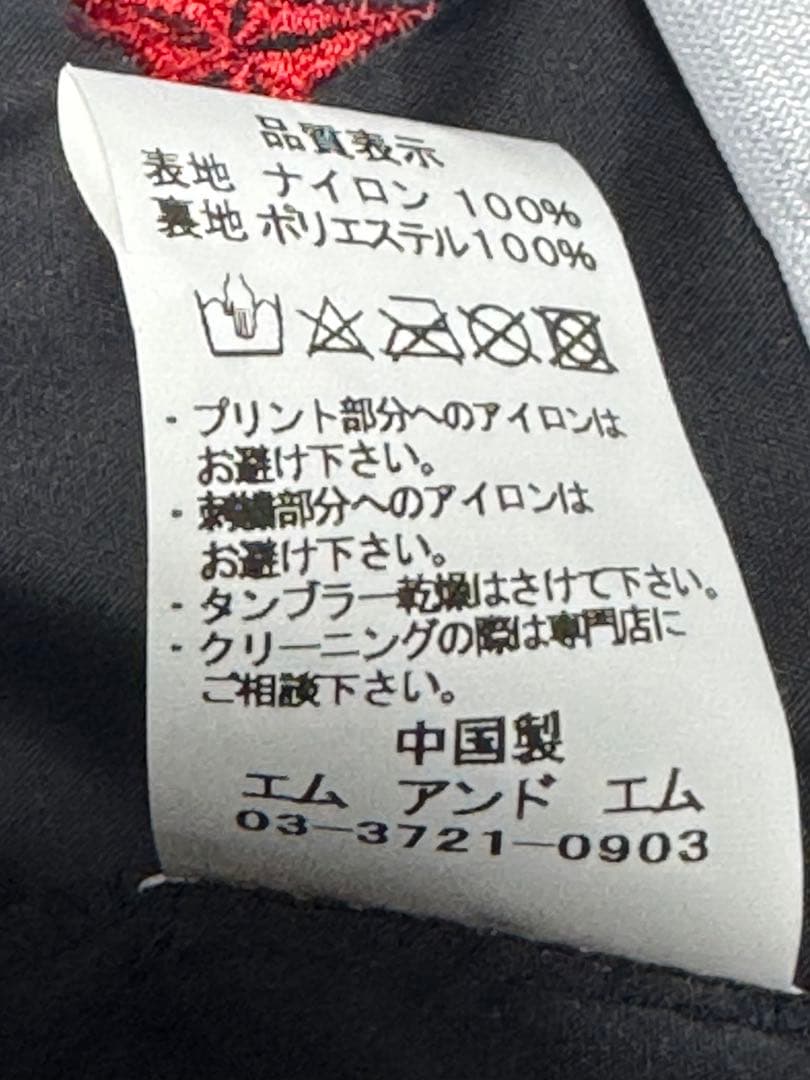 品質表示
表地 ナイロン 100%
裏地 ポリエステル100%
・プリント部分へのアイロンは
お避け下さい。
・刺繍部分へのアイロンは
お避け下さい。
・タンブラー乾燥はさけて下さい。
・クリーニングの際は専門店に
ご相談下さい。
中国製
エム アンド エム
03-3721-0903